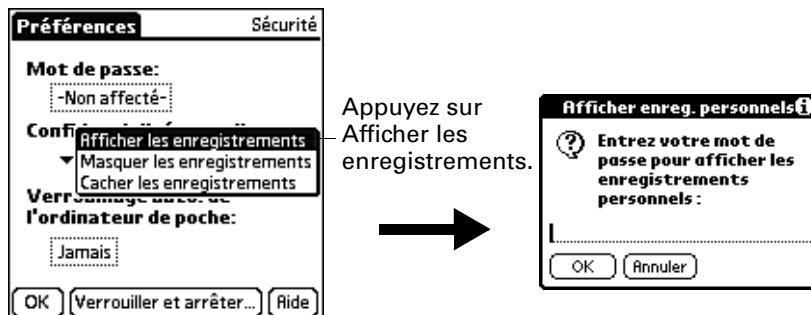 Préférences
Sécurité
Mot de passe:
-Non affecté-
Afficher les enregistrements
Masquer les enregistrements
Cacher les enregistrements
l'ordinateur de poche:
Jamais
OK
Verrouiller et arrêter...
Aide
Appuyez sur
Afficher les
enregistrements.
Afficher enreg. personnels
Entrez votre mot de
passe pour afficher les
enregistrements
personnels :
OK
Annuler